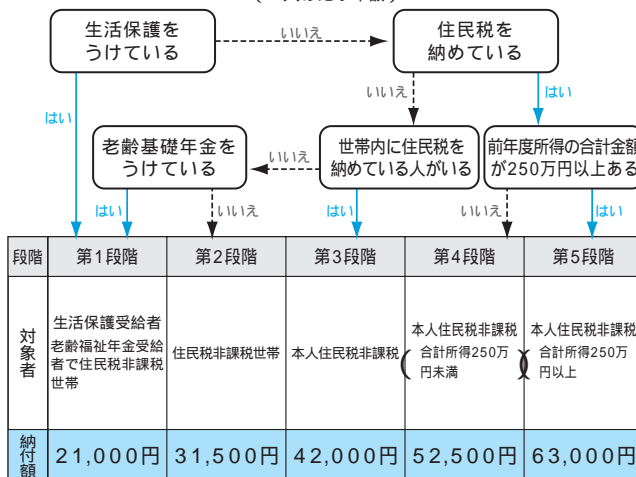 生活保護を
うけている
いいえ
住民税を
納めている
はい
いいえ
はい
老齢基礎年金を
うけている
いいえ
世帯内に住民税を
納めている人がいる
前年度所得の合計金額
が250万円以上ある
はい
いいえ
はい
いいえ
はい
段階
第1段階
第2段階
第3段階
第4段階
第5段階
対象者
生活保護受給者
老齢福祉年金受給
者で住民税非課税
世帯
住民税非課税世帯
本人住民税非課税
本人住民税非課税
(合計所得250万
円未満)
本人住民税非課税
(合計所得250万
円以上
納付額
21,000円
31,500円
42,000円
52,500円
63,000円